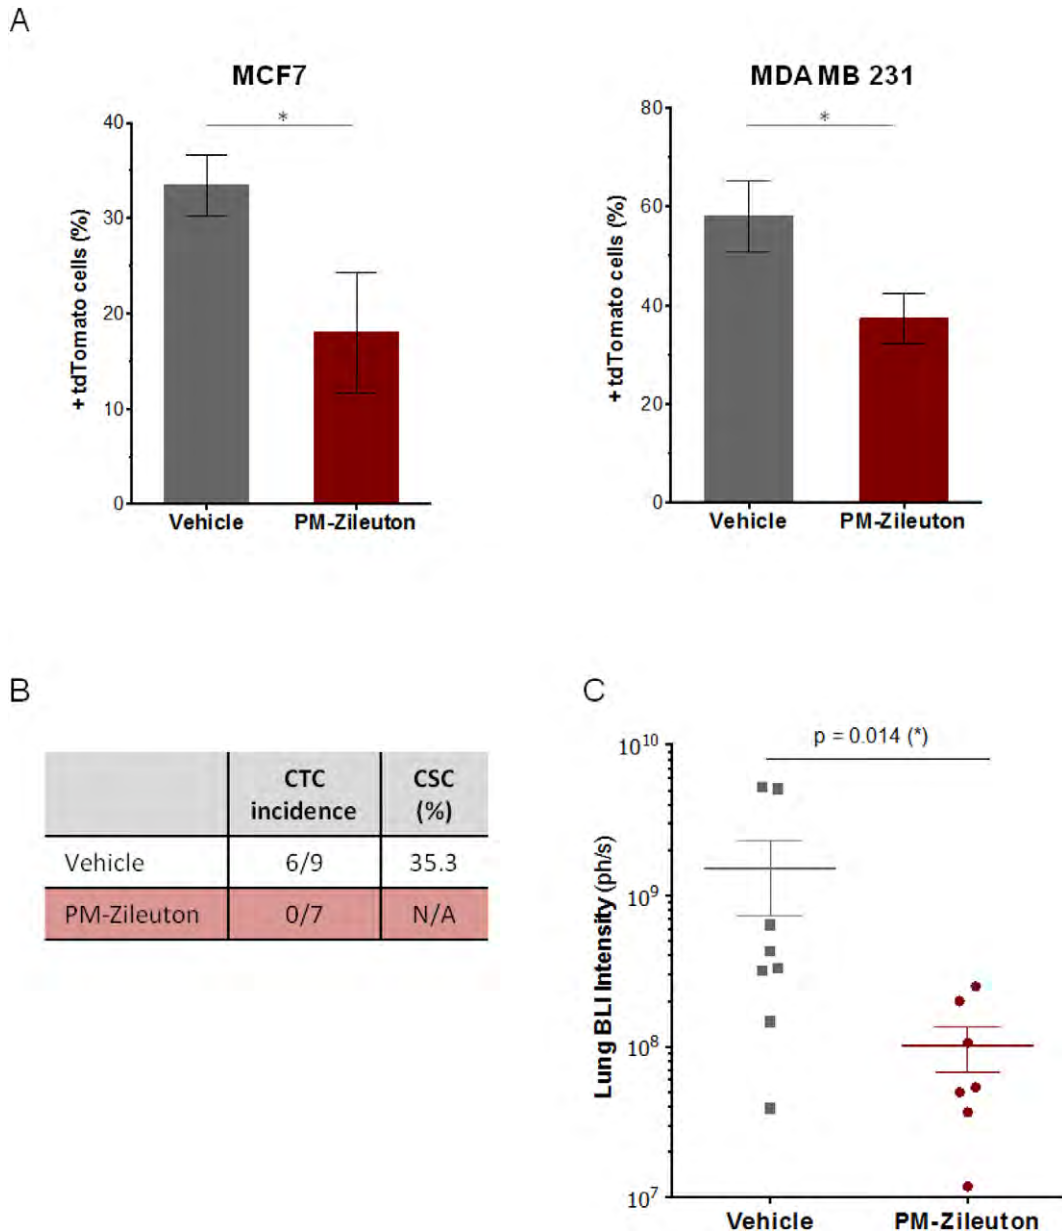 A
MCF7
40
30
20
10
0
+ tdTomato cells (%)
*
Vehicle
PM-Zileuton
MDA MB 231
80
60
40
20
0
+ tdTomato cells (%)
*
Vehicle
PM-Zileuton
B
CTC incidence
CSC (%)
Vehicle
6/9
35.3
PM-Zileuton
0/7
N/A
C
p = 0.014 (*)
10¹⁰
10⁹
10⁸
10⁷
Lung BLI Intensity (ph/s)
Vehicle
PM-Zileuton